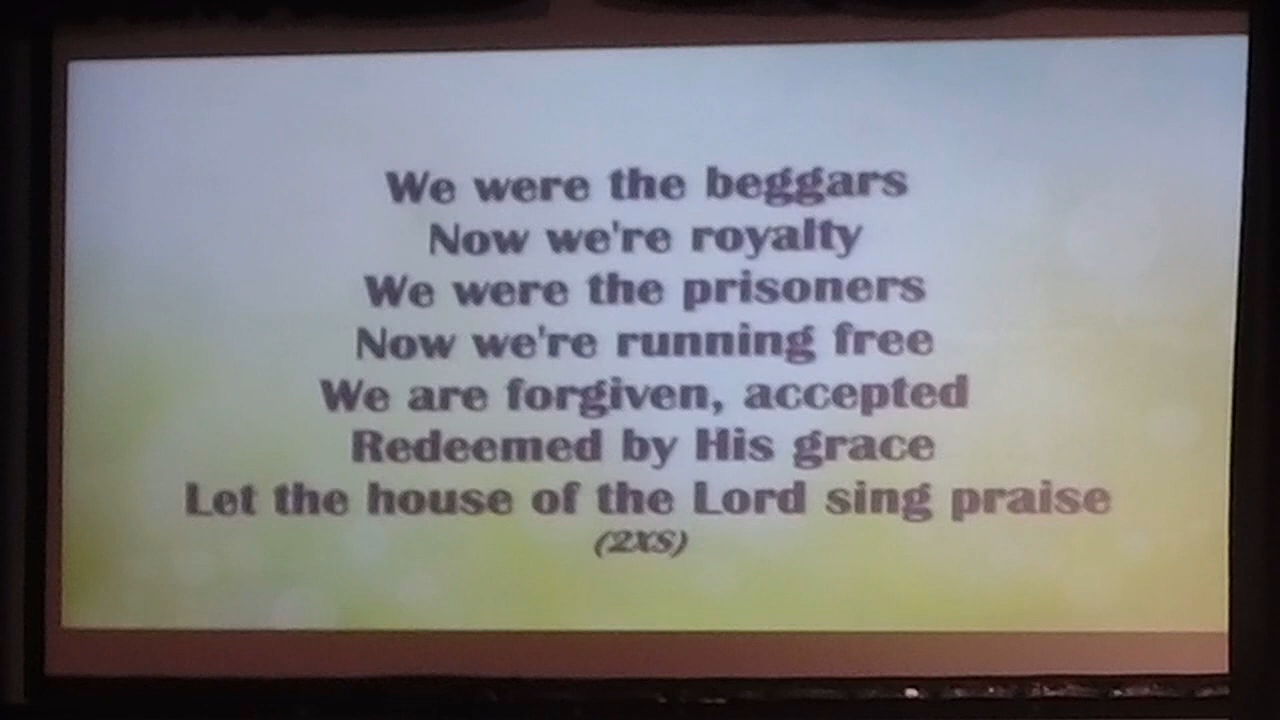 We were the beggars
Now we're royalty
We were the prisoners
Now we're running free
We are forgiven, accepted
Redeemed by His grace
Let the house of the Lord sing praise
(2XS)